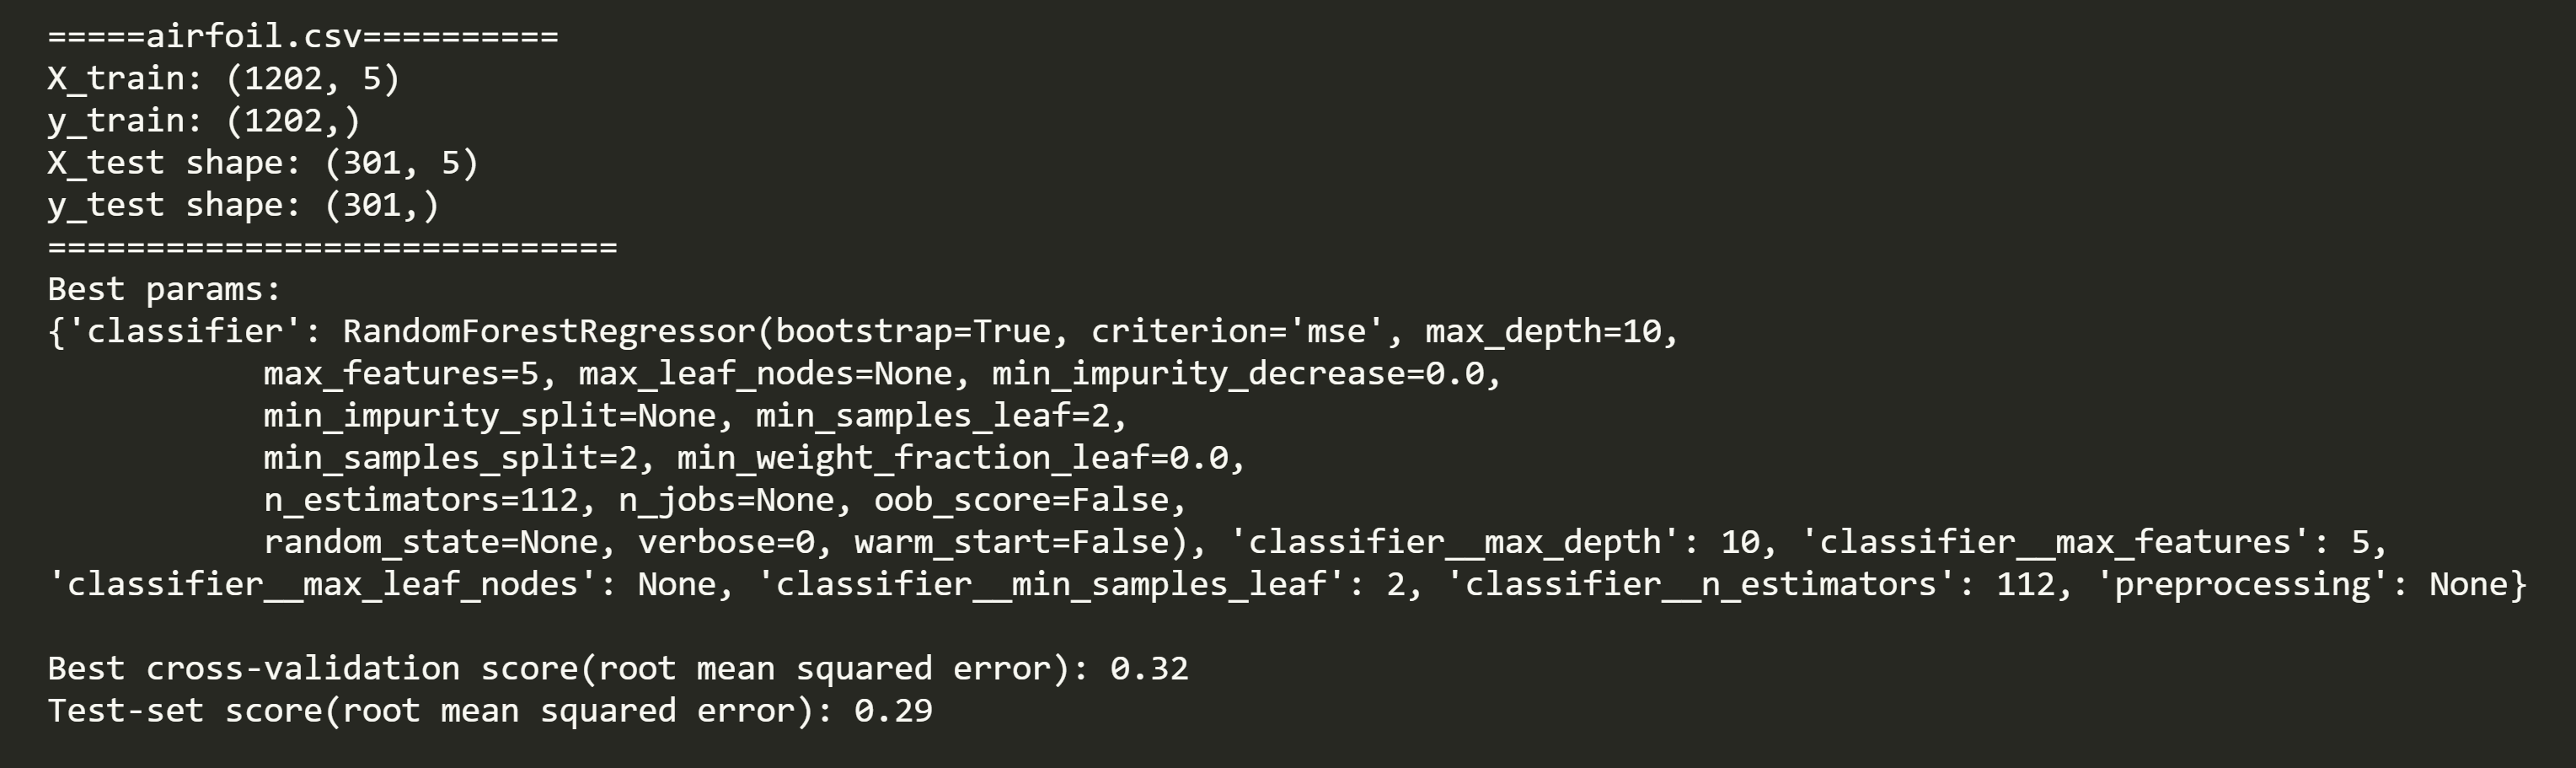 =====airfoil.csv==========
X_train: (1202, 5)
y_train: (1202,)
X_test shape: (301, 5)
y_test shape: (301,)
=============================
Best params:
{'classifier': RandomForestRegressor(bootstrap=True, criterion='mse', max_depth=10,
           max_features=5, max_leaf_nodes=None, min_impurity_decrease=0.0,
           min_impurity_split=None, min_samples_leaf=2,
           min_samples_split=2, min_weight_fraction_leaf=0.0,
           n_estimators=112, n_jobs=None, oob_score=False,
           random_state=None, verbose=0, warm_start=False), 'classifier__max_depth': 10, 'classifier__max_features': 5,
'classifier__max_leaf_nodes': None, 'classifier__min_samples_leaf': 2, 'classifier__n_estimators': 112, 'preprocessing': None}

Best cross-validation score(root mean squared error): 0.32
Test-set score(root mean squared error): 0.29